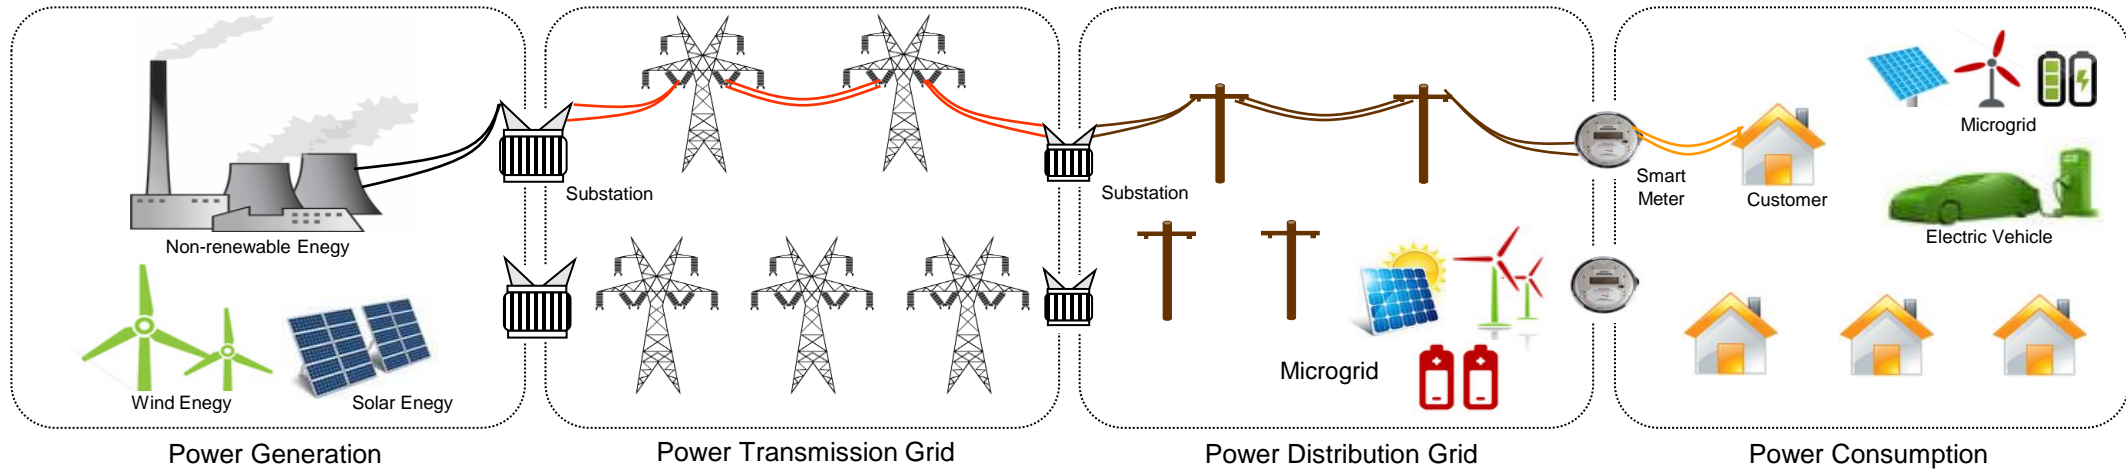 Non-renewable Enegy
Wind Enegy
Solar Enegy
Power Generation
Substation
Power Transmission Grid
Substation
Microgrid
Power Distribution Grid
Smart
Meter
Customer
Microgrid
Electric Vehicle
Power Consumption